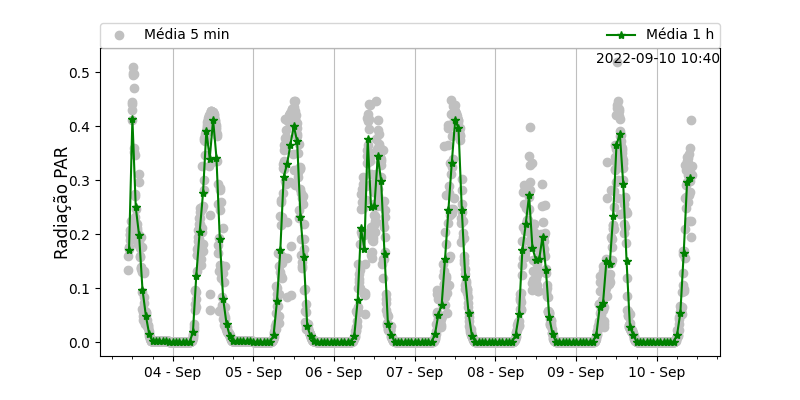 Média 5 min
Média 1 h
2022-09-10 10:40
Radiação PAR
0.5
0.4
0.3
0.2
0.1
0.0
04 - Sep
05 - Sep
06 - Sep
07 - Sep
08 - Sep
09 - Sep
10 - Sep